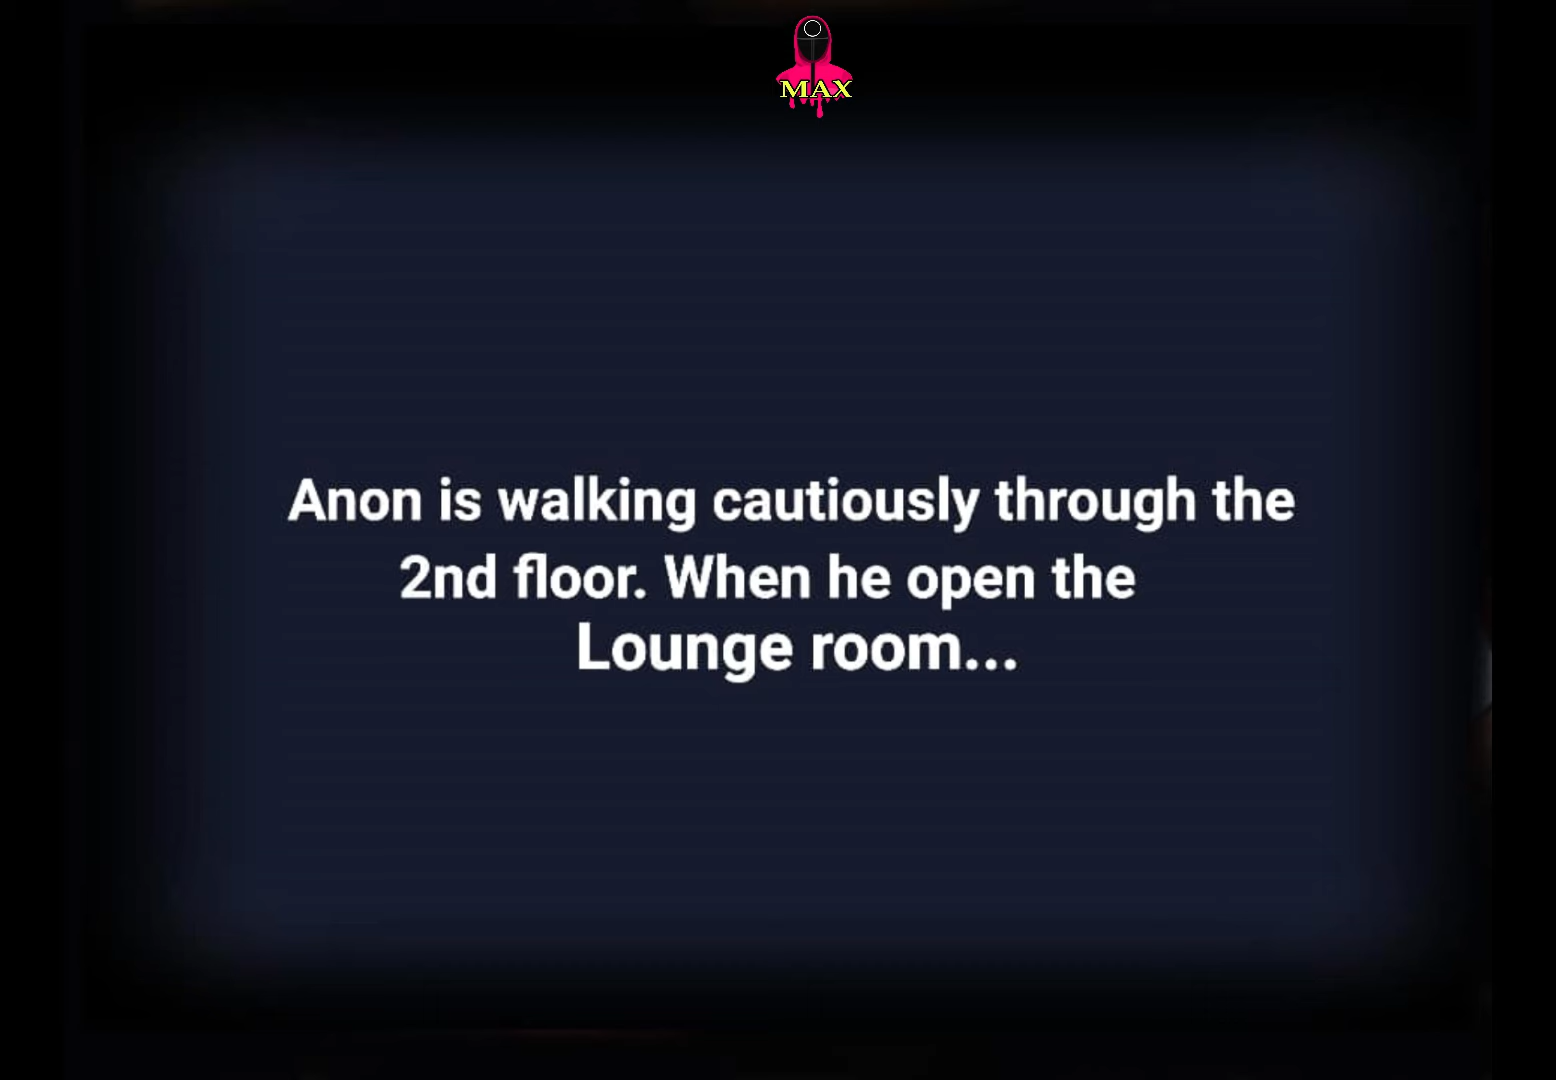 MAX
Anon is walking cautiously through the
2nd floor. When he open the
Lounge room...